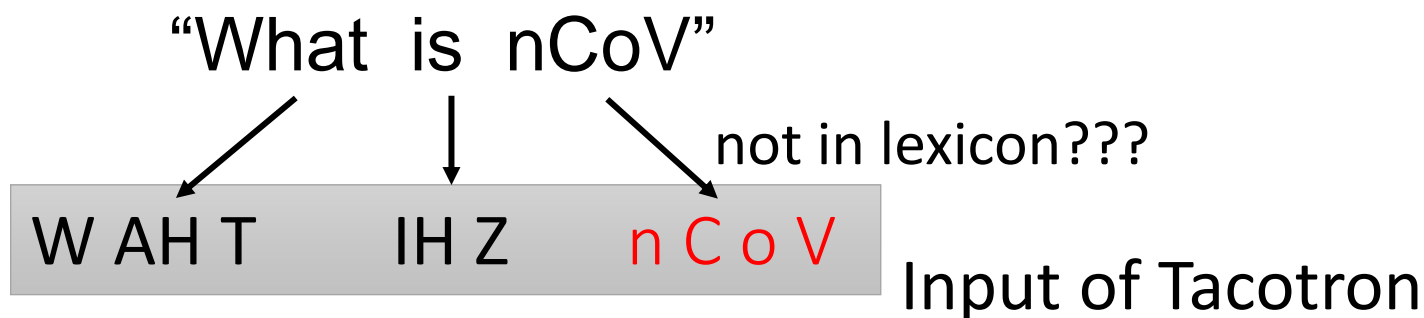 “What is nCoV”
not in lexicon???
W AH T IH Z n C o V
Input of Tacotron